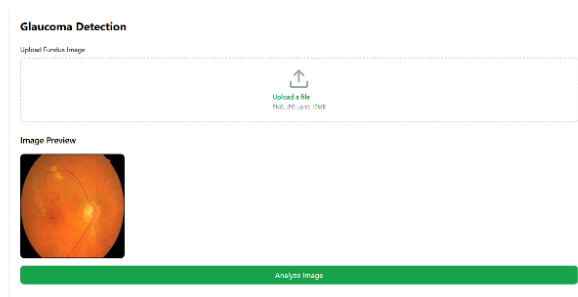 Glaucoma Detection
Upload Fundus Image
Upload a file
PNG, JPG up to 10MB
Image Preview
Analyze Image